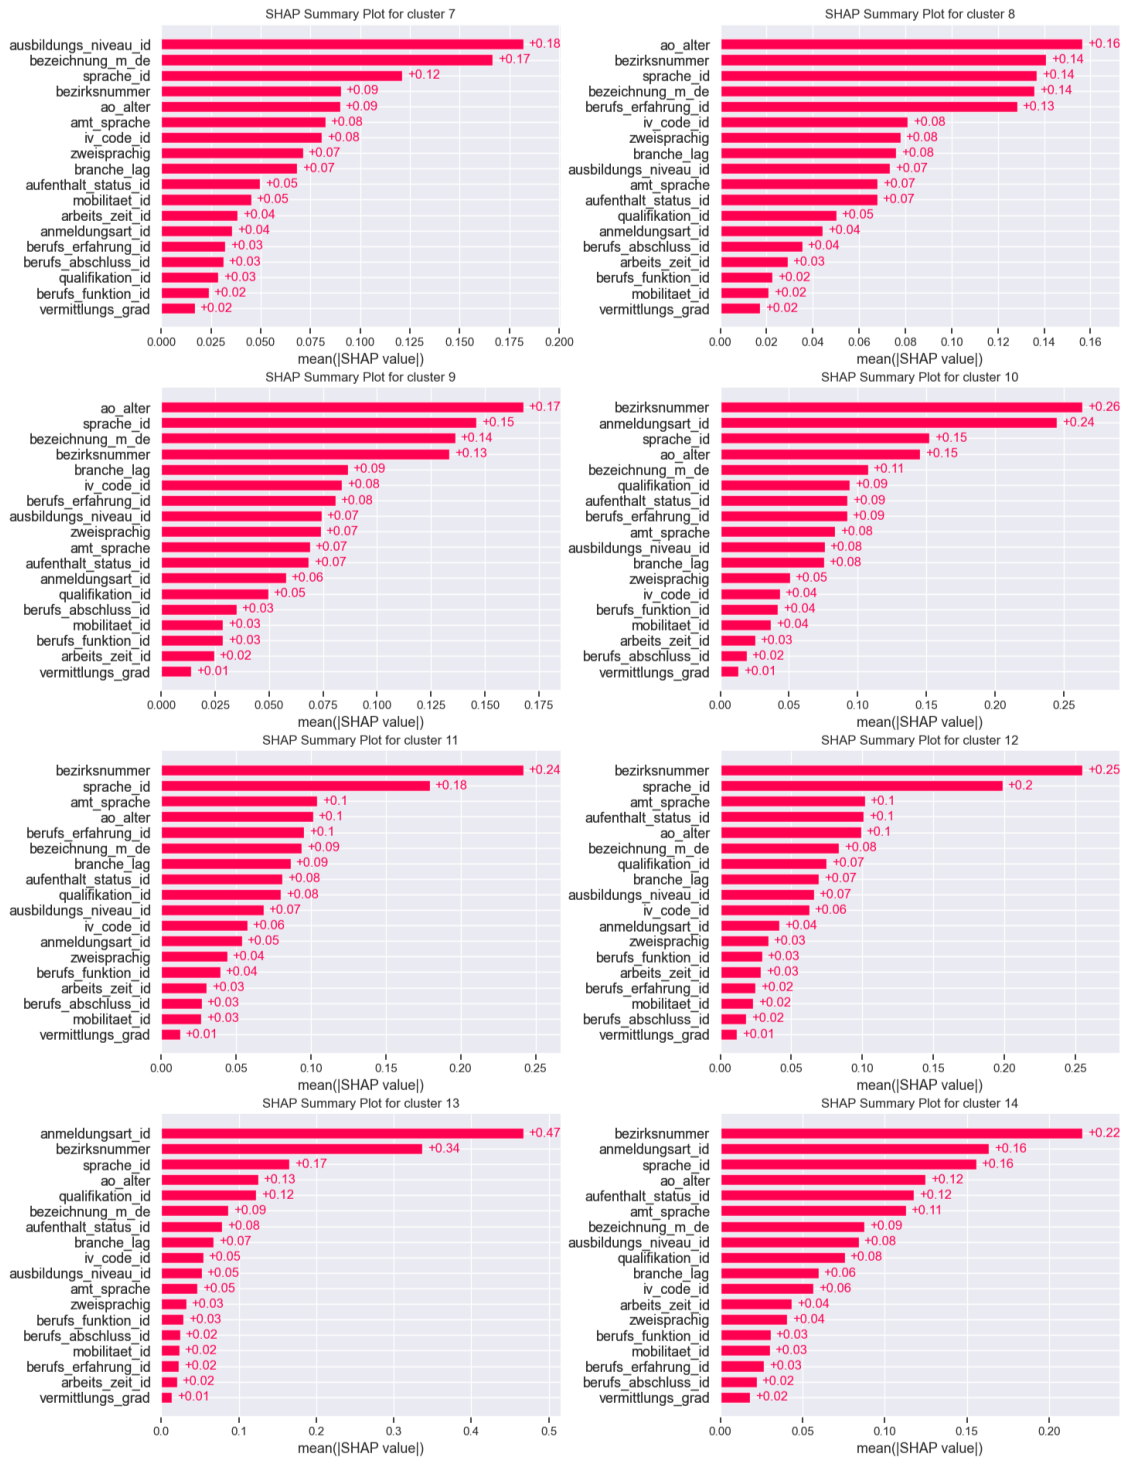 SHAP Summary Plot for cluster 7
ausbildungs_niveau_id +0.18
bezeichnung_m_de +0.17
sprache_id +0.12
bezirksnummer +0.09
ao_alter +0.09
amt_sprache +0.08
iv_code_id +0.08
zweisprachig +0.07
branche_lag +0.07
aufenthalt_status_id +0.05
mobilitaet_id +0.05
arbeits_zeit_id +0.04
anmeldungsart_id +0.04
berufs_erfahrung_id +0.03
berufs_abschluss_id +0.03
qualifikation_id +0.03
berufs_funktion_id +0.02
vermittlungs_grad +0.02
0.000 0.025 0.050 0.075 0.100 0.125 0.150 0.175 0.200
mean(|SHAP value|)
SHAP Summary Plot for cluster 8
ao_alter +0.16
bezirksnummer +0.14
sprache_id +0.14
bezeichnung_m_de +0.14
berufs_erfahrung_id +0.13
iv_code_id +0.08
zweisprachig +0.08
branche_lag +0.08
ausbildungs_niveau_id +0.07
amt_sprache +0.07
aufenthalt_status_id +0.07
qualifikation_id +0.05
anmeldungsart_id +0.04
berufs_abschluss_id +0.04
arbeits_zeit_id +0.03
berufs_funktion_id +0.02
mobilitaet_id +0.02
vermittlungs_grad +0.02
0.00 0.02 0.04 0.06 0.08 0.10 0.12 0.14 0.16
mean(|SHAP value|)
SHAP Summary Plot for cluster 9
ao_alter +0.17
sprache_id +0.15
bezeichnung_m_de +0.14
bezirksnummer +0.13
branche_lag +0.09
iv_code_id +0.08
berufs_erfahrung_id +0.08
ausbildungs_niveau_id +0.07
zweisprachig +0.07
amt_sprache +0.07
aufenthalt_status_id +0.07
anmeldungsart_id +0.06
qualifikation_id +0.05
berufs_abschluss_id +0.03
mobilitaet_id +0.03
berufs_funktion_id +0.03
arbeits_zeit_id +0.02
vermittlungs_grad +0.01
0.000 0.025 0.050 0.075 0.100 0.125 0.150 0.175
mean(|SHAP value|)
SHAP Summary Plot for cluster 10
bezirksnummer +0.26
anmeldungsart_id +0.24
sprache_id +0.15
ao_alter +0.15
bezeichnung_m_de +0.11
qualifikation_id +0.09
aufenthalt_status_id +0.09
berufs_erfahrung_id +0.09
amt_sprache +0.08
ausbildungs_niveau_id +0.08
branche_lag +0.08
zweisprachig +0.05
iv_code_id +0.04
berufs_funktion_id +0.04
mobilitaet_id +0.04
arbeits_zeit_id +0.03
berufs_abschluss_id +0.02
vermittlungs_grad +0.01
0.00 0.05 0.10 0.15 0.20 0.25
mean(|SHAP value|)
SHAP Summary Plot for cluster 11
bezirksnummer +0.24
sprache_id +0.18
amt_sprache +0.1
ao_alter +0.1
berufs_erfahrung_id +0.1
bezeichnung_m_de +0.09
branche_lag +0.09
aufenthalt_status_id +0.08
qualifikation_id +0.08
ausbildungs_niveau_id +0.07
iv_code_id +0.06
anmeldungsart_id +0.05
zweisprachig +0.04
berufs_funktion_id +0.04
arbeits_zeit_id +0.03
berufs_abschluss_id +0.03
mobilitaet_id +0.03
vermittlungs_grad +0.01
0.00 0.05 0.10 0.15 0.20 0.25
mean(|SHAP value|)
SHAP Summary Plot for cluster 12
bezirksnummer +0.25
sprache_id +0.2
amt_sprache +0.1
aufenthalt_status_id +0.1
ao_alter +0.1
bezeichnung_m_de +0.08
qualifikation_id +0.07
branche_lag +0.07
ausbildungs_niveau_id +0.07
iv_code_id +0.06
anmeldungsart_id +0.04
zweisprachig +0.03
berufs_funktion_id +0.03
arbeits_zeit_id +0.03
berufs_erfahrung_id +0.02
mobilitaet_id +0.02
berufs_abschluss_id +0.02
vermittlungs_grad +0.01
0.00 0.05 0.10 0.15 0.20 0.25
mean(|SHAP value|)
SHAP Summary Plot for cluster 13
anmeldungsart_id +0.47
bezirksnummer +0.34
sprache_id +0.17
ao_alter +0.13
qualifikation_id +0.12
bezeichnung_m_de +0.09
aufenthalt_status_id +0.08
branche_lag +0.07
iv_code_id +0.05
ausbildungs_niveau_id +0.05
amt_sprache +0.05
zweisprachig +0.03
berufs_funktion_id +0.03
berufs_abschluss_id +0.02
mobilitaet_id +0.02
berufs_erfahrung_id +0.02
arbeits_zeit_id +0.02
vermittlungs_grad +0.01
0.0 0.1 0.2 0.3 0.4 0.5
mean(|SHAP value|)
SHAP Summary Plot for cluster 14
bezirksnummer +0.22
anmeldungsart_id +0.16
sprache_id +0.16
ao_alter +0.12
aufenthalt_status_id +0.12
amt_sprache +0.11
bezeichnung_m_de +0.09
ausbildungs_niveau_id +0.08
qualifikation_id +0.08
branche_lag +0.06
iv_code_id +0.06
arbeits_zeit_id +0.04
zweisprachig +0.04
berufs_funktion_id +0.03
mobilitaet_id +0.03
berufs_erfahrung_id +0.03
berufs_abschluss_id +0.02
vermittlungs_grad +0.02
0.00 0.05 0.10 0.15 0.20
mean(|SHAP value|)